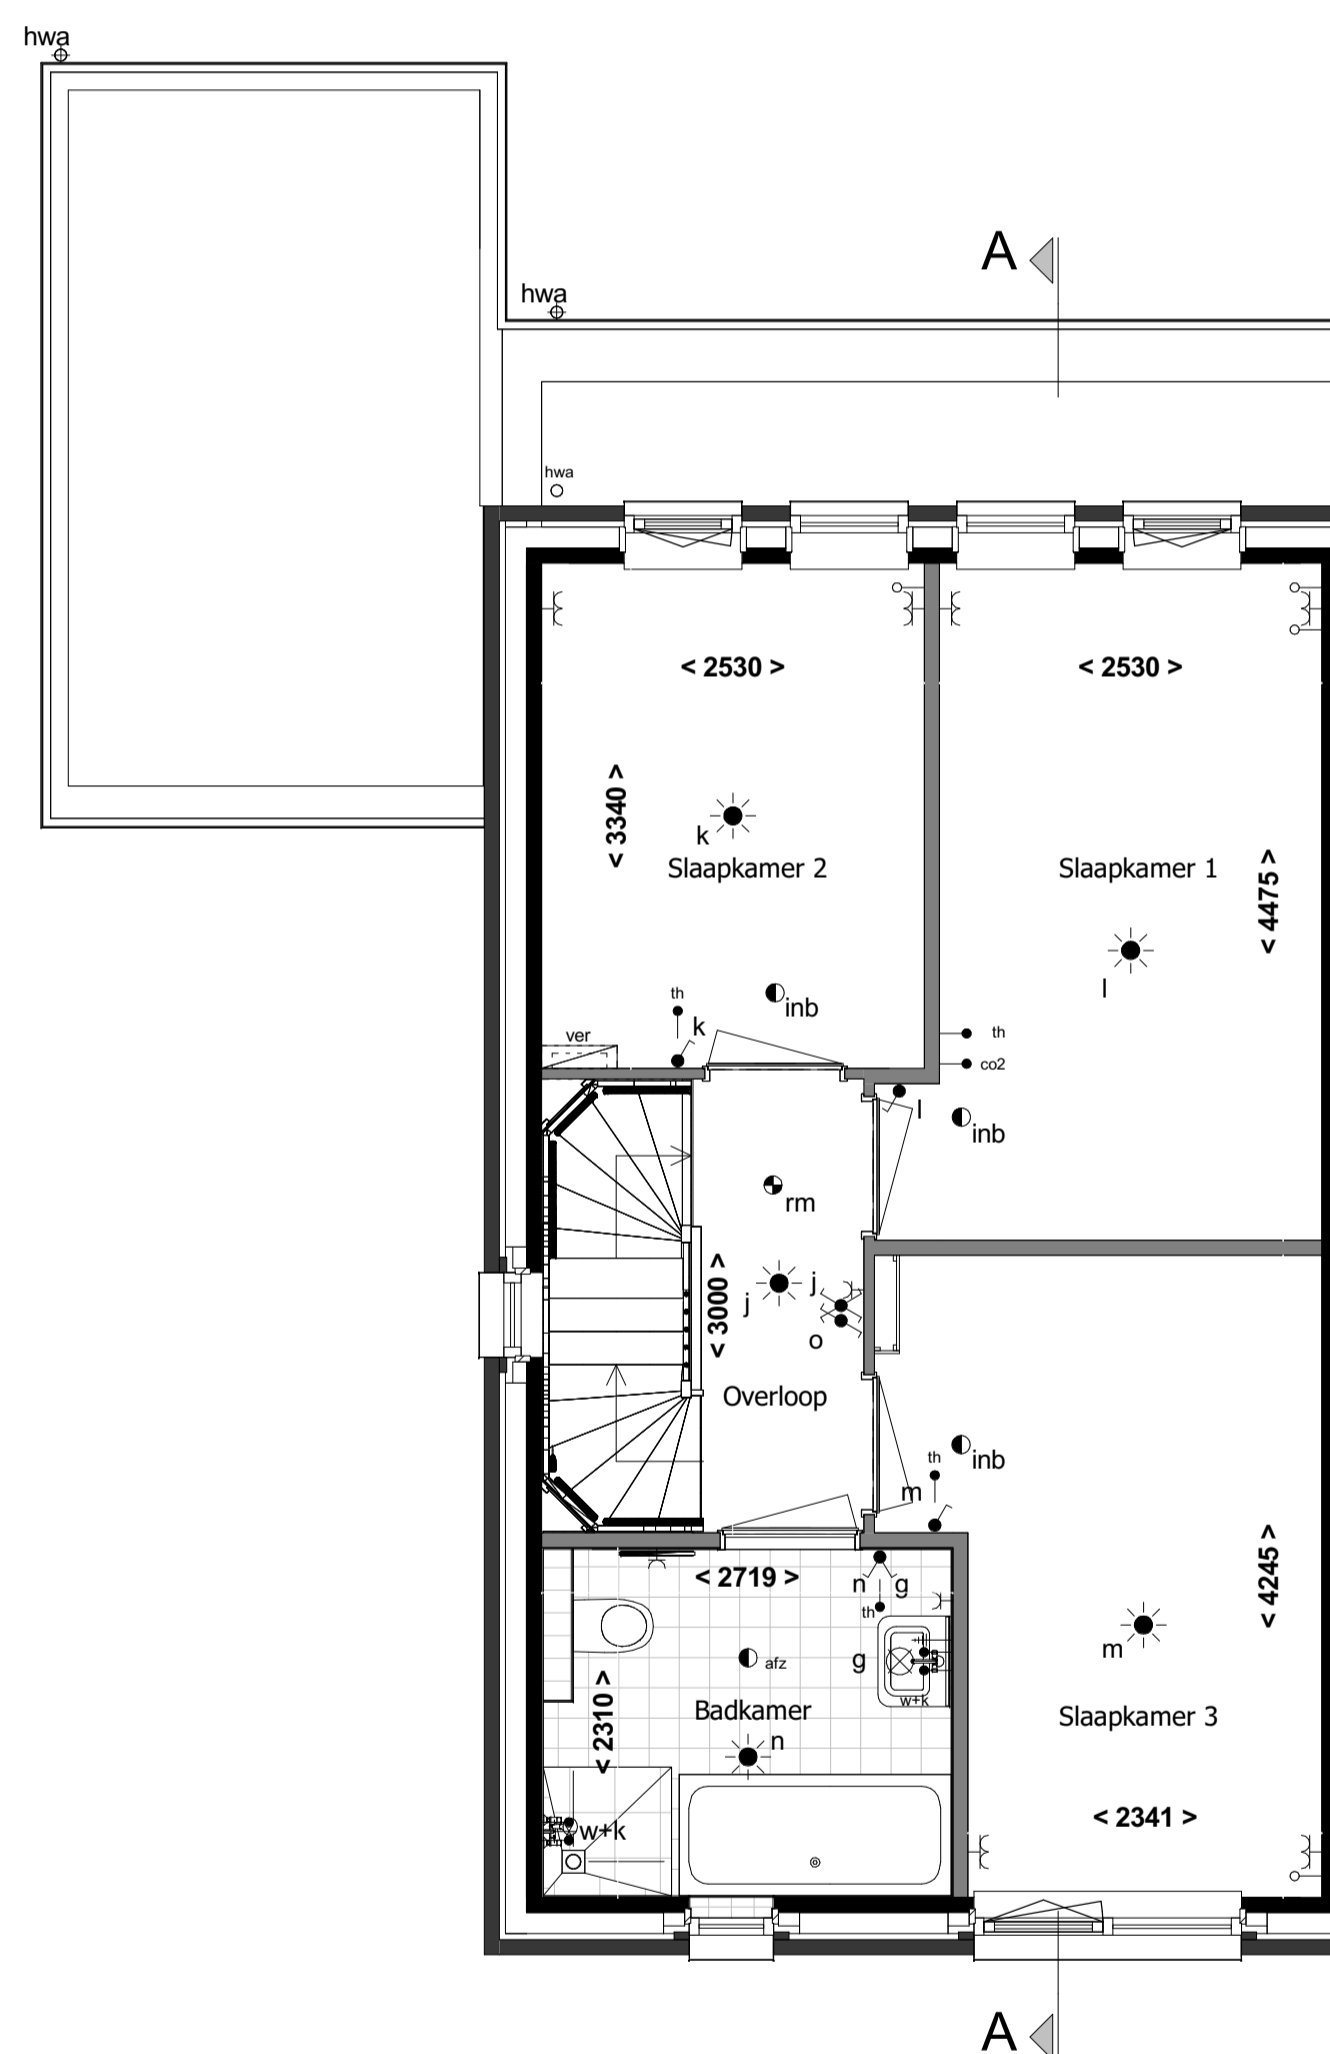 hwa
A
hwa
hwa
< 2530 >
< 2530 >
< 3340 >
k
Slaapkamer 2
Slaapkamer 1
< 4475 >
l
th
inb
k
ver
th
co2
l
inb
rm
< 3000 >
j
j
o
Overloop
inb
th
m
< 2719 >
n
g
th
< 4245 >
g
afz
m
w+k
Badkamer
< 2310 >
Slaapkamer 3
n
< 2341 >
w+k
A